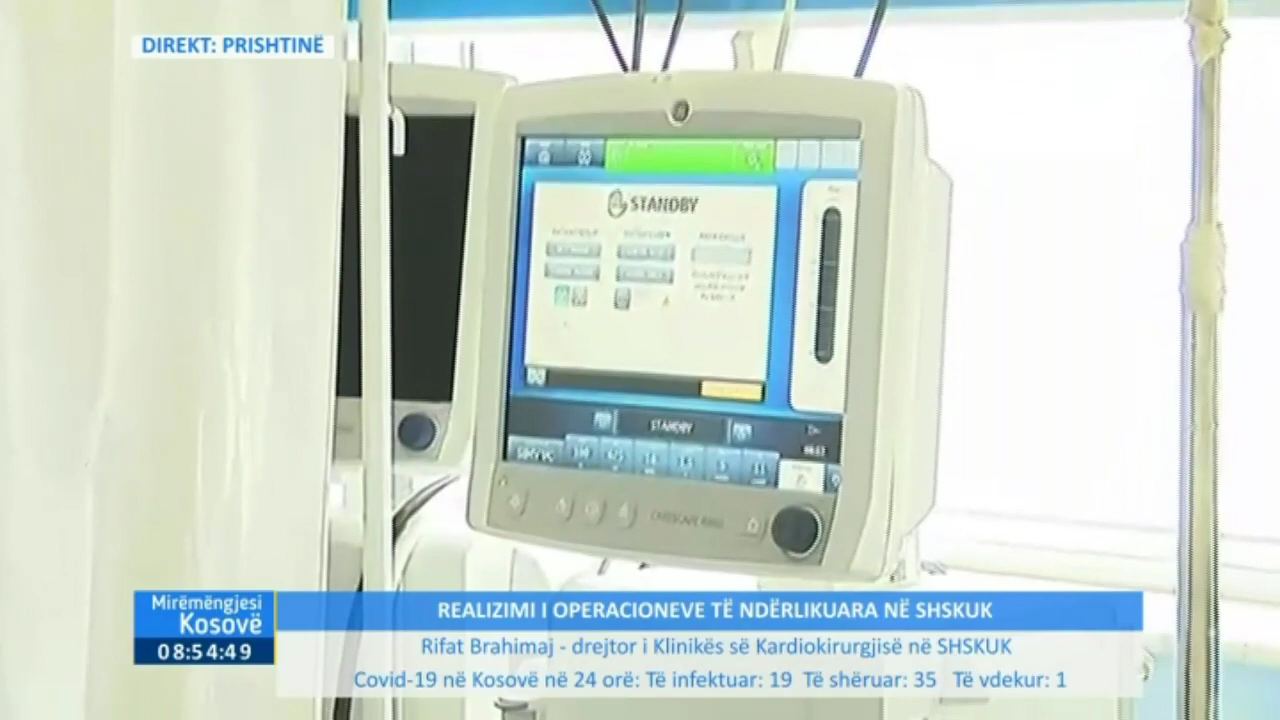 DIREKT: PRISHTINË
STANDBY
STANDBY
SIMV VC
Mirëmëngjesi
Kosovë
08:54:49
REALIZIMI I OPERACIONEVE TË NDËRLIKUARA NË SHSKUK
Rifat Brahimaj - drejtor i Klinikës së Kardiokirurgjisë në SHSKUK
Covid-19 në Kosovë në 24 orë: Të infektuar: 19 Të shëruar: 35 Të vdekur: 1